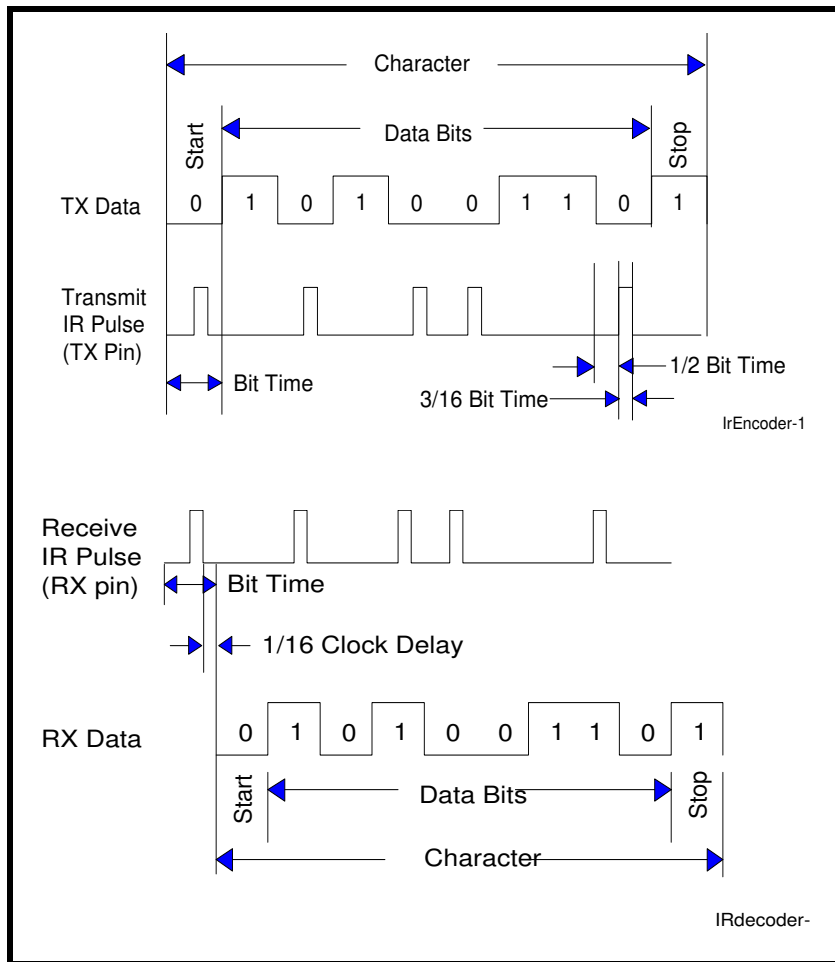 Character
Start
Data Bits
Stop
TX Data
0 1 0 1 0 0 1 1 0 1
Transmit
IR Pulse
(TX Pin)
Bit Time
1/2 Bit Time
3/16 Bit Time
IrEncoder-1
Receive
IR Pulse
(RX pin)
Bit Time
1/16 Clock Delay
RX Data
0 1 0 1 0 0 1 1 0 1
Start
Data Bits
Stop
Character
IRdecoder-